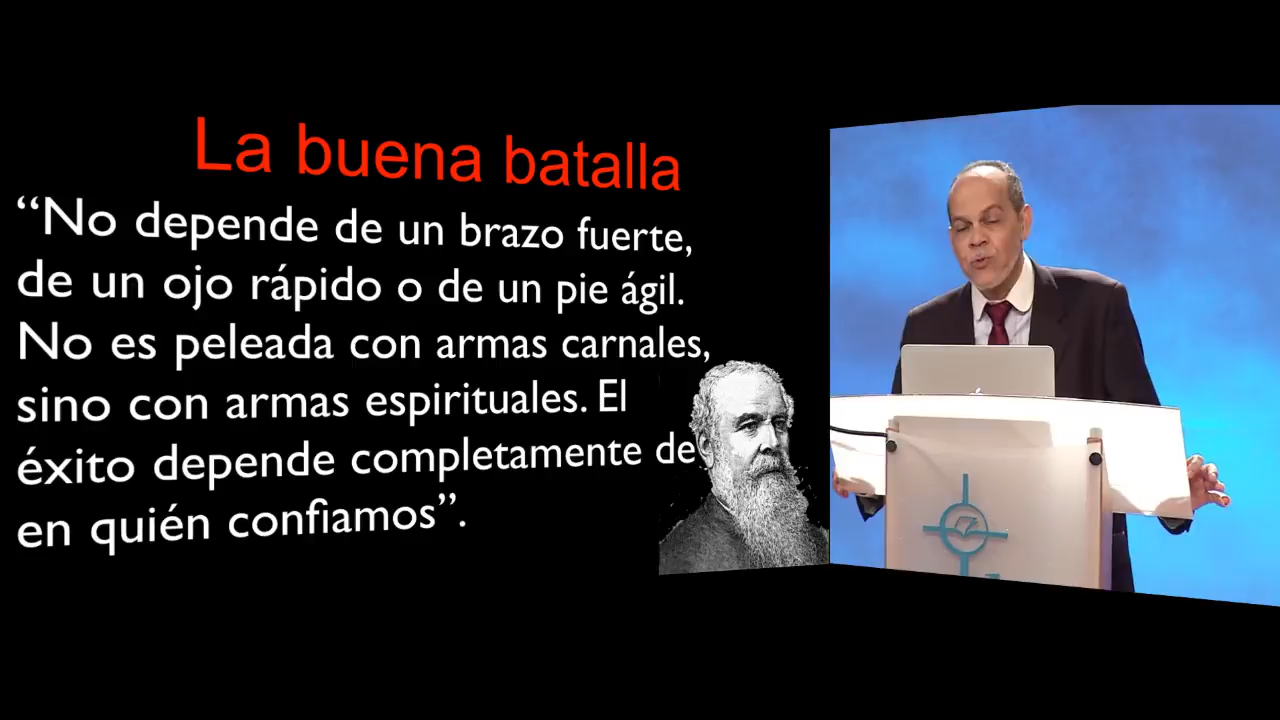 La buena batalla
“No depende de un brazo fuerte,
de un ojo rápido o de un pie ágil.
No es peleada con armas carnales,
sino con armas espirituales. El
éxito depende completamente de
en quién confiamos”.